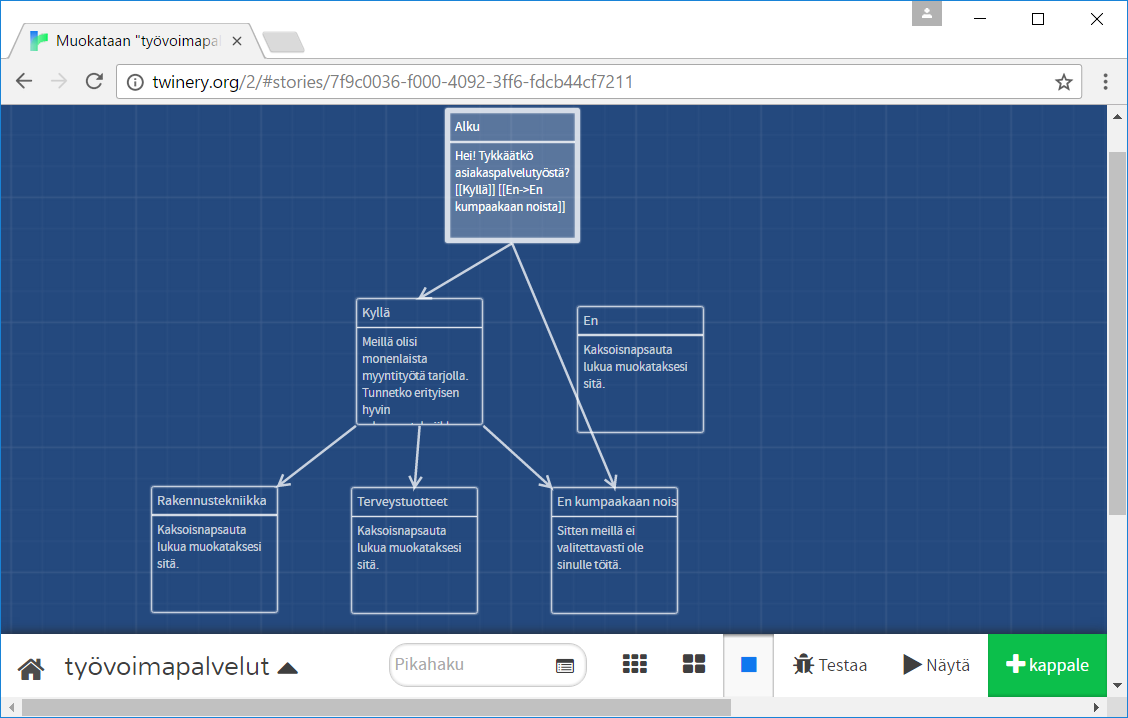 Muokataan "työvoimapal
twinery.org/2/#stories/7f9c0036-f000-4092-3ff6-fdcb44cf7211
Alku
Hei! Tykkäätkö
asiakaspalvelutyöstä?
[[Kyllä]] [[En->En
kumpaakaan noista]]
Kyllä
Meillä olisi
monenlaista
myyntityötä tarjolla.
Tunnetko erityisen
hyvin
En
Kaksoisnapsauta
lukua muokataksesi
sitä.
Rakennustekniikka
Kaksoisnapsauta
lukua muokataksesi
sitä.
Terveystuotteet
Kaksoisnapsauta
lukua muokataksesi
sitä.
En kumpaakaan nois
Sitten meillä ei
valitettavasti ole
sinulle töitä.
työvoimapalvelut
Pikahaku
Testaa
Näytä
kappale